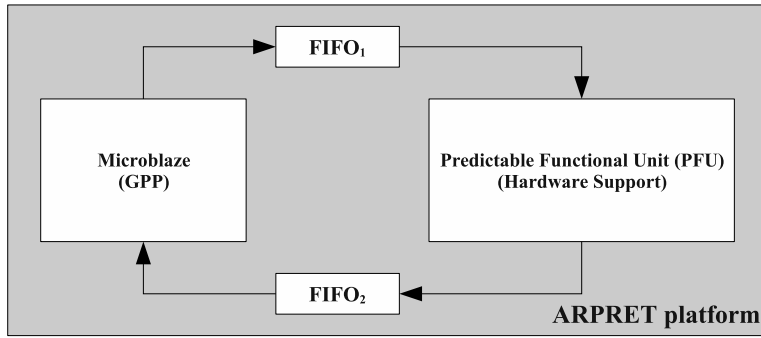 FIFO₁
Microblaze
(GPP)
Predictable Functional Unit (PFU)
(Hardware Support)
FIFO₂
ARPRET platform